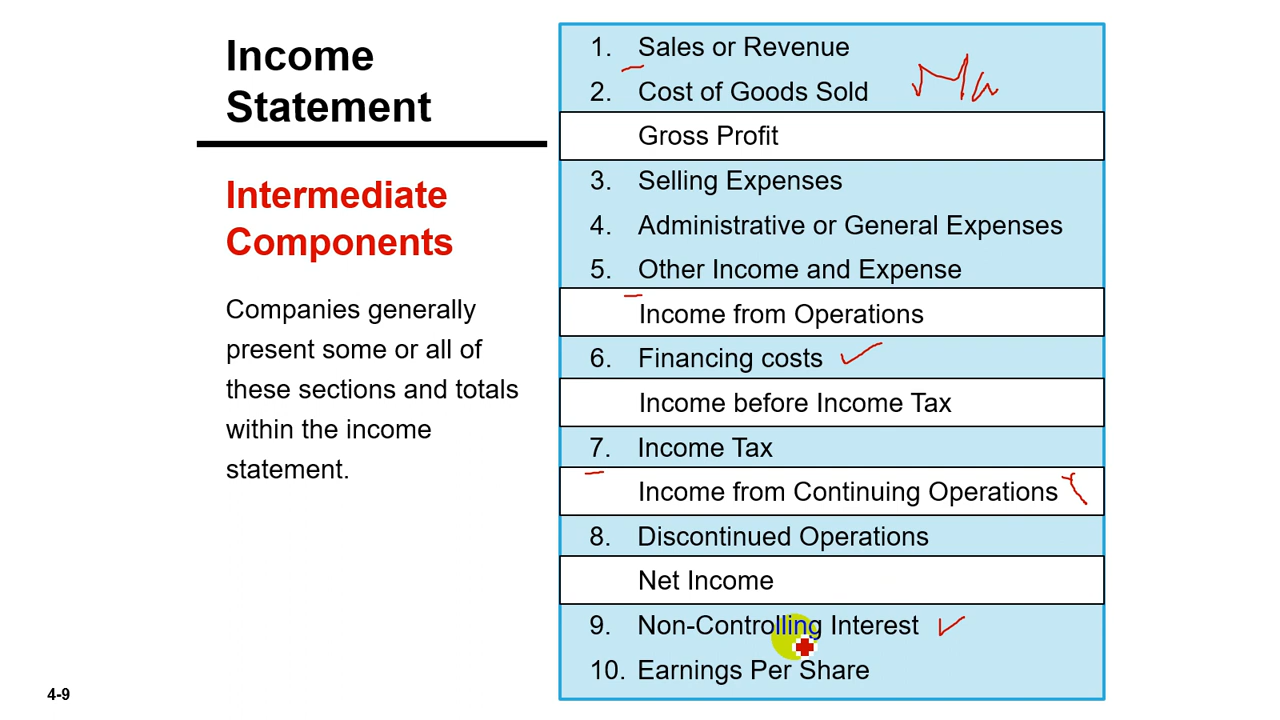 Income
Statement
Intermediate
Components
Companies generally
present some or all of
these sections and totals
within the income
statement.
4-9
1. Sales or Revenue
2. Cost of Goods Sold
Gross Profit
3. Selling Expenses
4. Administrative or General Expenses
5. Other Income and Expense
Income from Operations
6. Financing costs
Income before Income Tax
7. Income Tax
Income from Continuing Operations
8. Discontinued Operations
Net Income
9. Non-Controlling Interest
10. Earnings Per Share